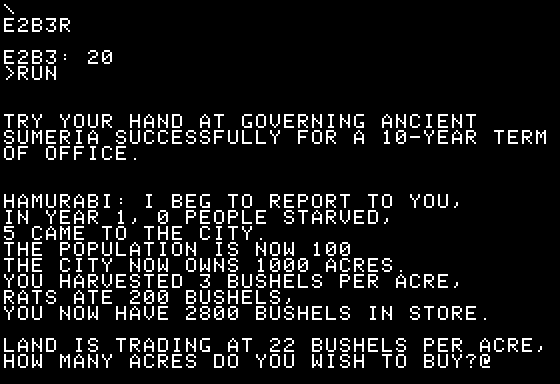 \
E2B3R
E2B3: 20
>RUN
TRY YOUR HAND AT GOVERNING ANCIENT
SUMERIA SUCCESSFULLY FOR A 10-YEAR TERM
OF OFFICE.
HAMURABI: I BEG TO REPORT TO YOU,
IN YEAR 1, 0 PEOPLE STARVED,
5 CAME TO THE CITY.
THE POPULATION IS NOW 100
THE CITY NOW OWNS 1000 ACRES.
YOU HARVESTED 3 BUSHELS PER ACRE,
RATS ATE 200 BUSHELS,
YOU NOW HAVE 2800 BUSHELS IN STORE.
LAND IS TRADING AT 22 BUSHELS PER ACRE,
HOW MANY ACRES DO YOU WISH TO BUY?@